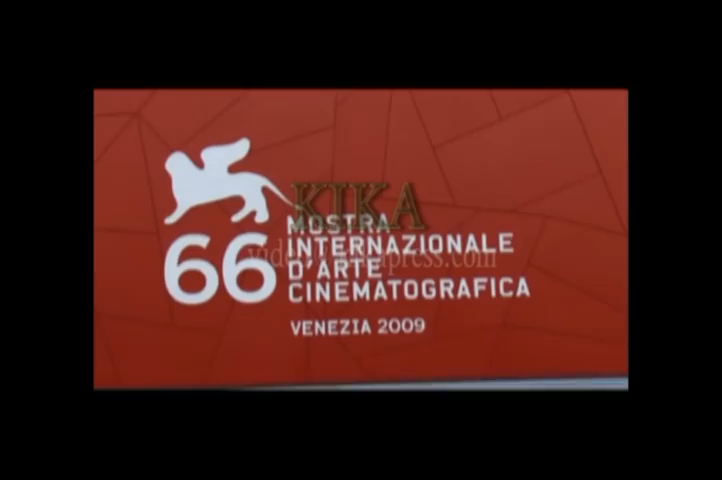 KIKA
66
MOSTRA
INTERNAZIONALE
D'ARTE
CINEMATOGRAFICA
VENEZIA 2009